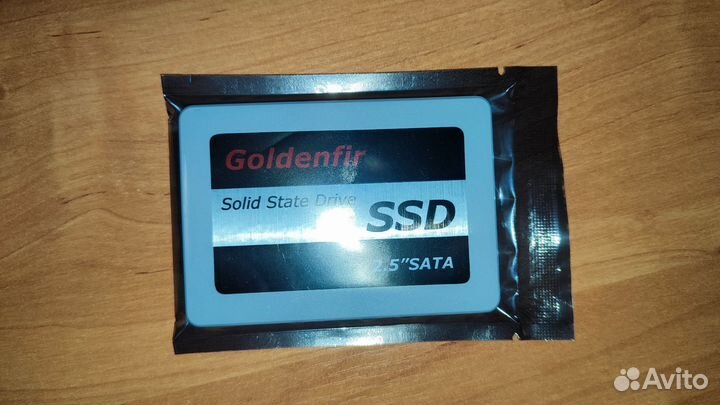 Goldenfir
Solid State Drive
SSD
2.5"SATA
Avito